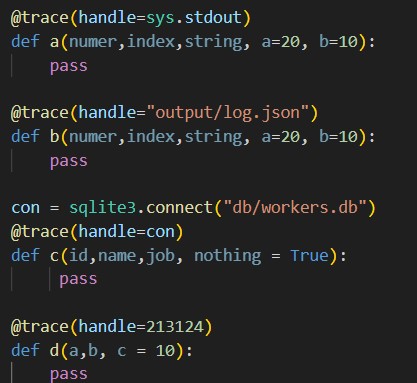 @trace(handle=sys.stdout)
def a(numer,index,string, a=20, b=10):
    pass

@trace(handle="output/log.json")
def b(numer,index,string, a=20, b=10):
    pass

con = sqlite3.connect("db/workers.db")
@trace(handle=con)
def c(id,name,job, nothing = True):
        pass

@trace(handle=213124)
def d(a,b, c = 10):
    pass